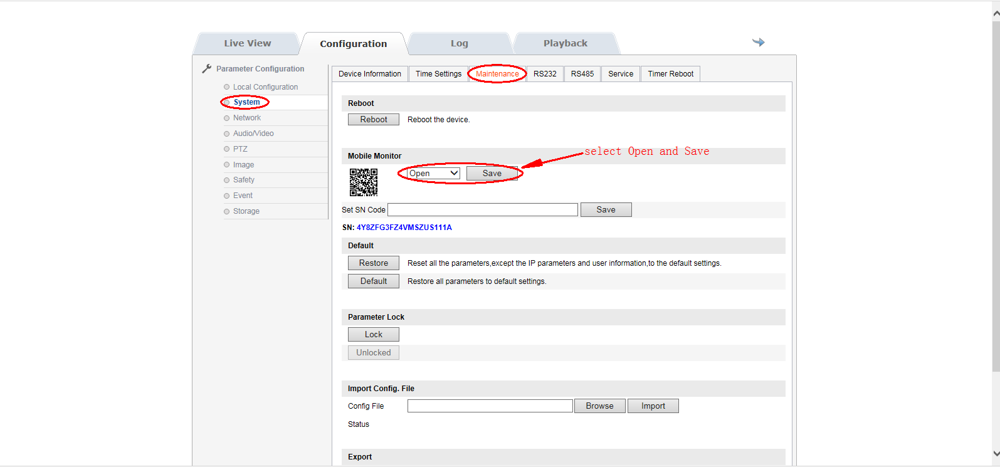 Live View Configuration Log Playback
Parameter Configuration
Local Configuration
System
Network
Audio/Video
PTZ
Image
Safety
Event
Storage
Device Information Time Settings Maintenance RS232 RS485 Service Timer Reboot
Reboot
Reboot Reboot the device.
Mobile Monitor
select Open and Save
Open Save
Set SN Code Save
SN: 4Y8ZFG3FZ4VMSZUS111A
Default
Restore Reset all the parameters,except the IP parameters and user information,to the default settings.
Default Restore all parameters to default settings.
Parameter Lock
Lock
Unlocked
Import Config. File
Config File Browse Import
Status
Export